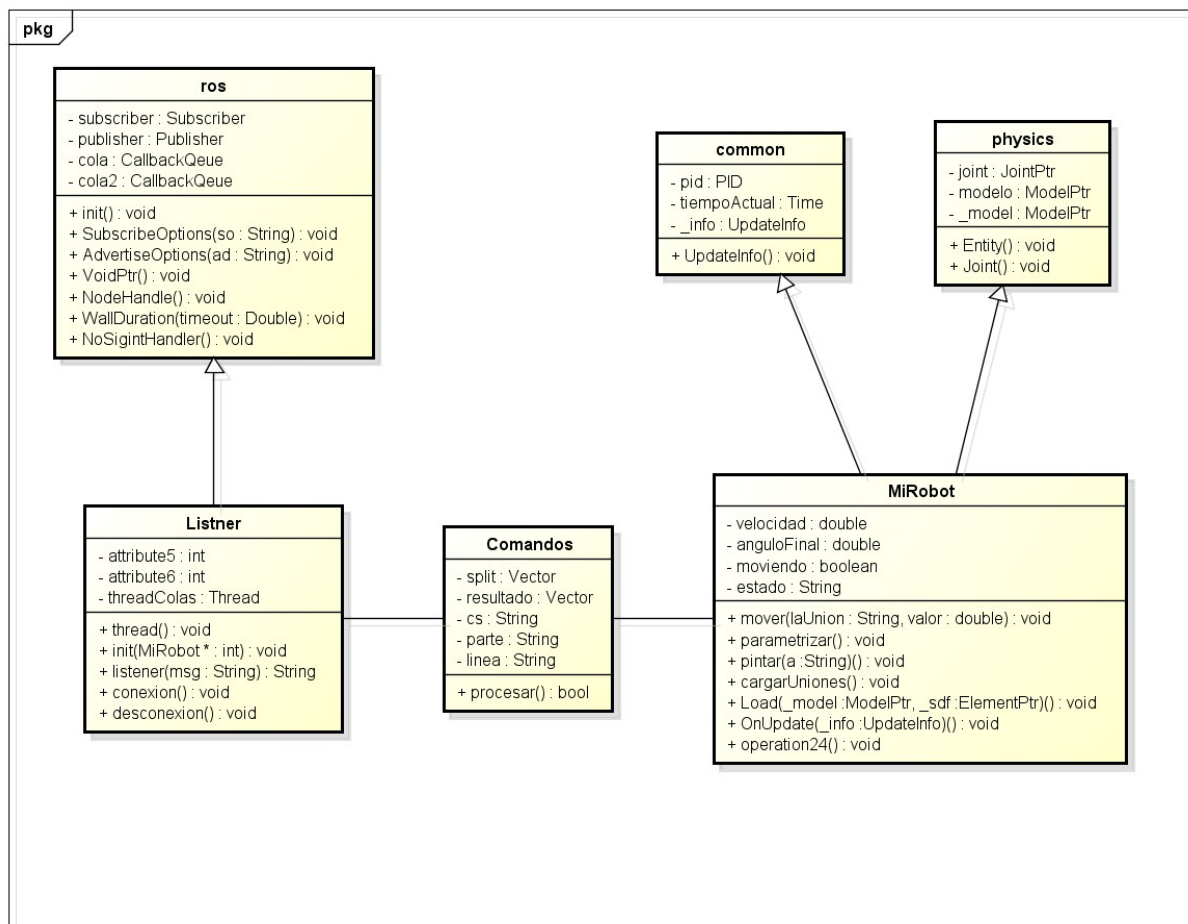 pkg
ros
- subscriber : Subscriber
- publisher : Publisher
- cola : CallbackQeue
- cola2 : CallbackQeue
+ init() : void
+ SubscribeOptions(so : String) : void
+ AdvertiseOptions(ad : String) : void
+ VoidPtr() : void
+ NodeHandle() : void
+ WallDuration(timeout : Double) : void
+ NoSigintHandler() : void
common
- pid : PID
- tiempoActual : Time
- _info : UpdateInfo
+ UpdateInfo() : void
physics
- joint : JointPtr
- modelo : ModelPtr
- _model : ModelPtr
+ Entity() : void
+ Joint() : void
Listner
- attribute5 : int
- attribute6 : int
- threadColas : Thread
+ thread() : void
+ init(MiRobot * : int) : void
+ listener(msg : String) : String
+ conexion() : void
+ desconexion() : void
Comandos
- split : Vector
- resultado : Vector
- cs : String
- parte : String
- linea : String
+ procesar() : bool
MiRobot
- velocidad : double
- anguloFinal : double
- moviendo : boolean
- estado : String
+ mover(laUnion : String, valor : double) : void
+ parametrizar() : void
+ pintar(a :String)() : void
+ cargarUniones() : void
+ Load(_model :ModelPtr, _sdf :ElementPtr)() : void
+ OnUpdate(_info :UpdateInfo)() : void
+ operation24() : void